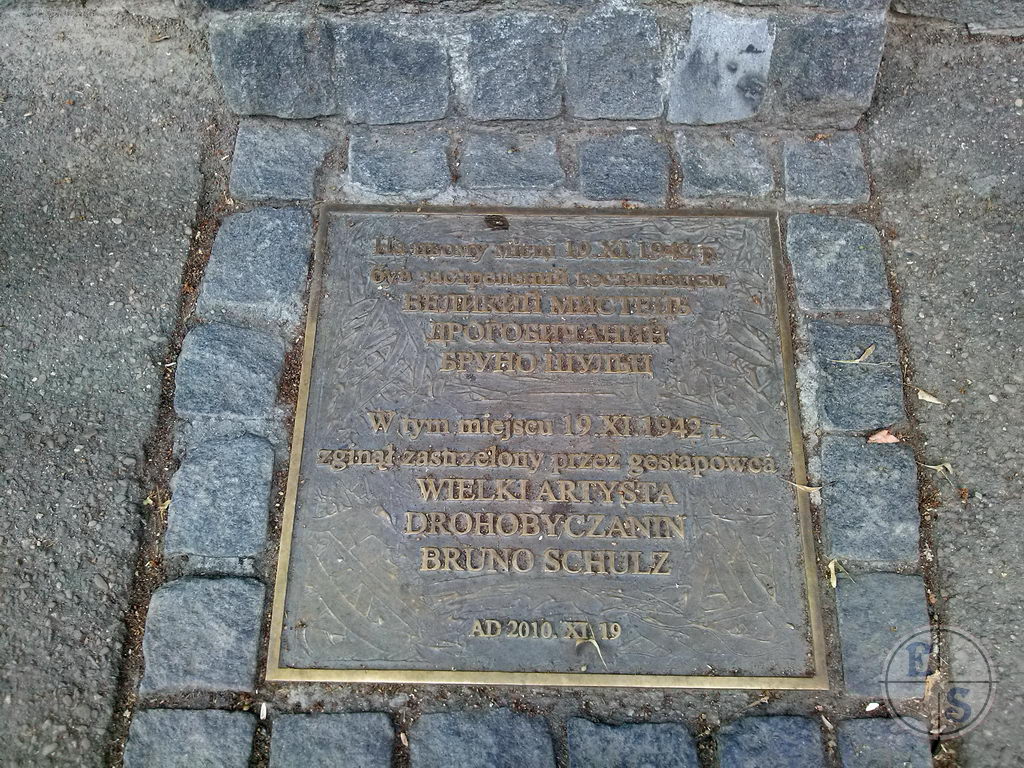 На цьому місці 19. XI. 1942 р.
був застрелений гестапівцем
ВЕЛИКИЙ МИСТЕЦЬ
ДРОГОБИЧАНИН
БРУНО ШУЛЬЦ
W tym miejscu 19. XI. 1942 r.
zginął zastrzelony przez gestapowca
WIELKI ARTYSTA
DROHOBYCZANIN
BRUNO SCHULZ
AD 2010. XI. 19
E S